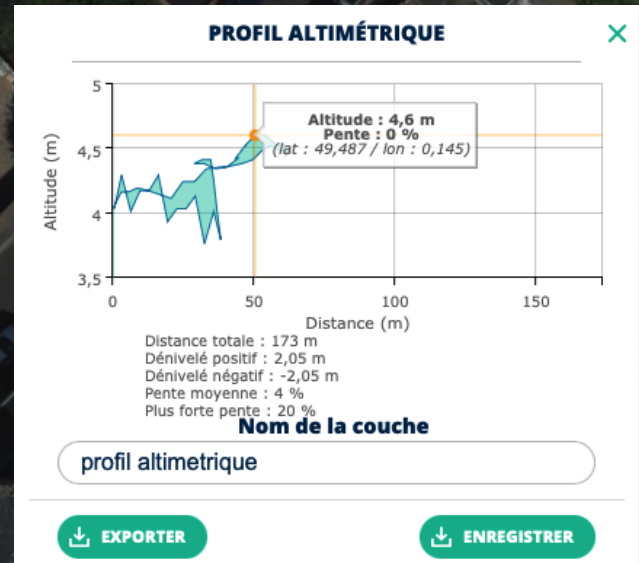 PROFIL ALTIMÉTRIQUE
5
4,5
4
3,5
Altitude (m)
Altitude : 4,6 m
Pente : 0 %
(lat : 49,487 / lon : 0,145)
0 50 100 150
Distance (m)
Distance totale : 173 m
Dénivelé positif : 2,05 m
Dénivelé négatif : -2,05 m
Pente moyenne : 4 %
Plus forte pente : 20 %
Nom de la couche
profil altimetrique
EXPORTER
ENREGISTRER